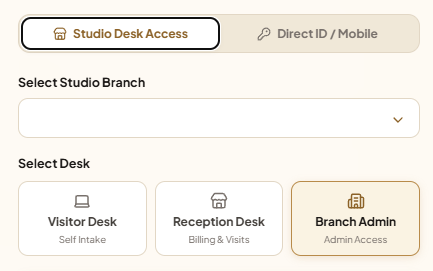 Studio Desk Access
Direct ID / Mobile
Select Studio Branch
Select Desk
Visitor Desk
Self Intake
Reception Desk
Billing & Visits
Branch Admin
Admin Access